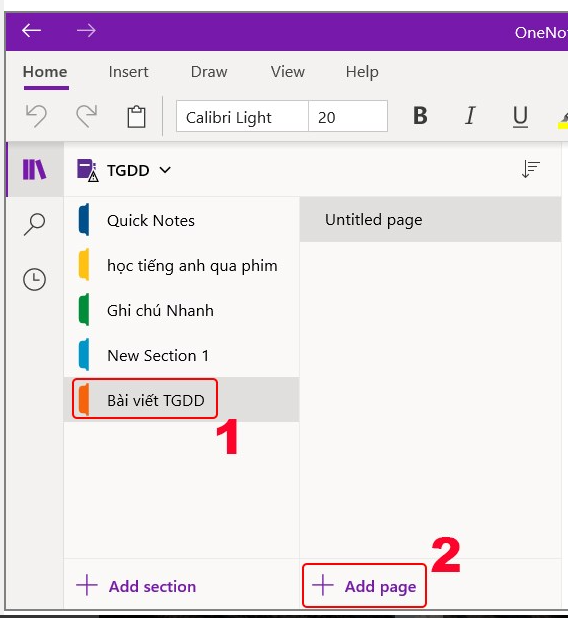 OneNo
Home Insert Draw View Help
Calibri Light 20 B I U
TGDD
Quick Notes
Untitled page
học tiếng anh qua phim
Ghi chú Nhanh
New Section 1
Bài viết TGDD
1
2
Add section
Add page